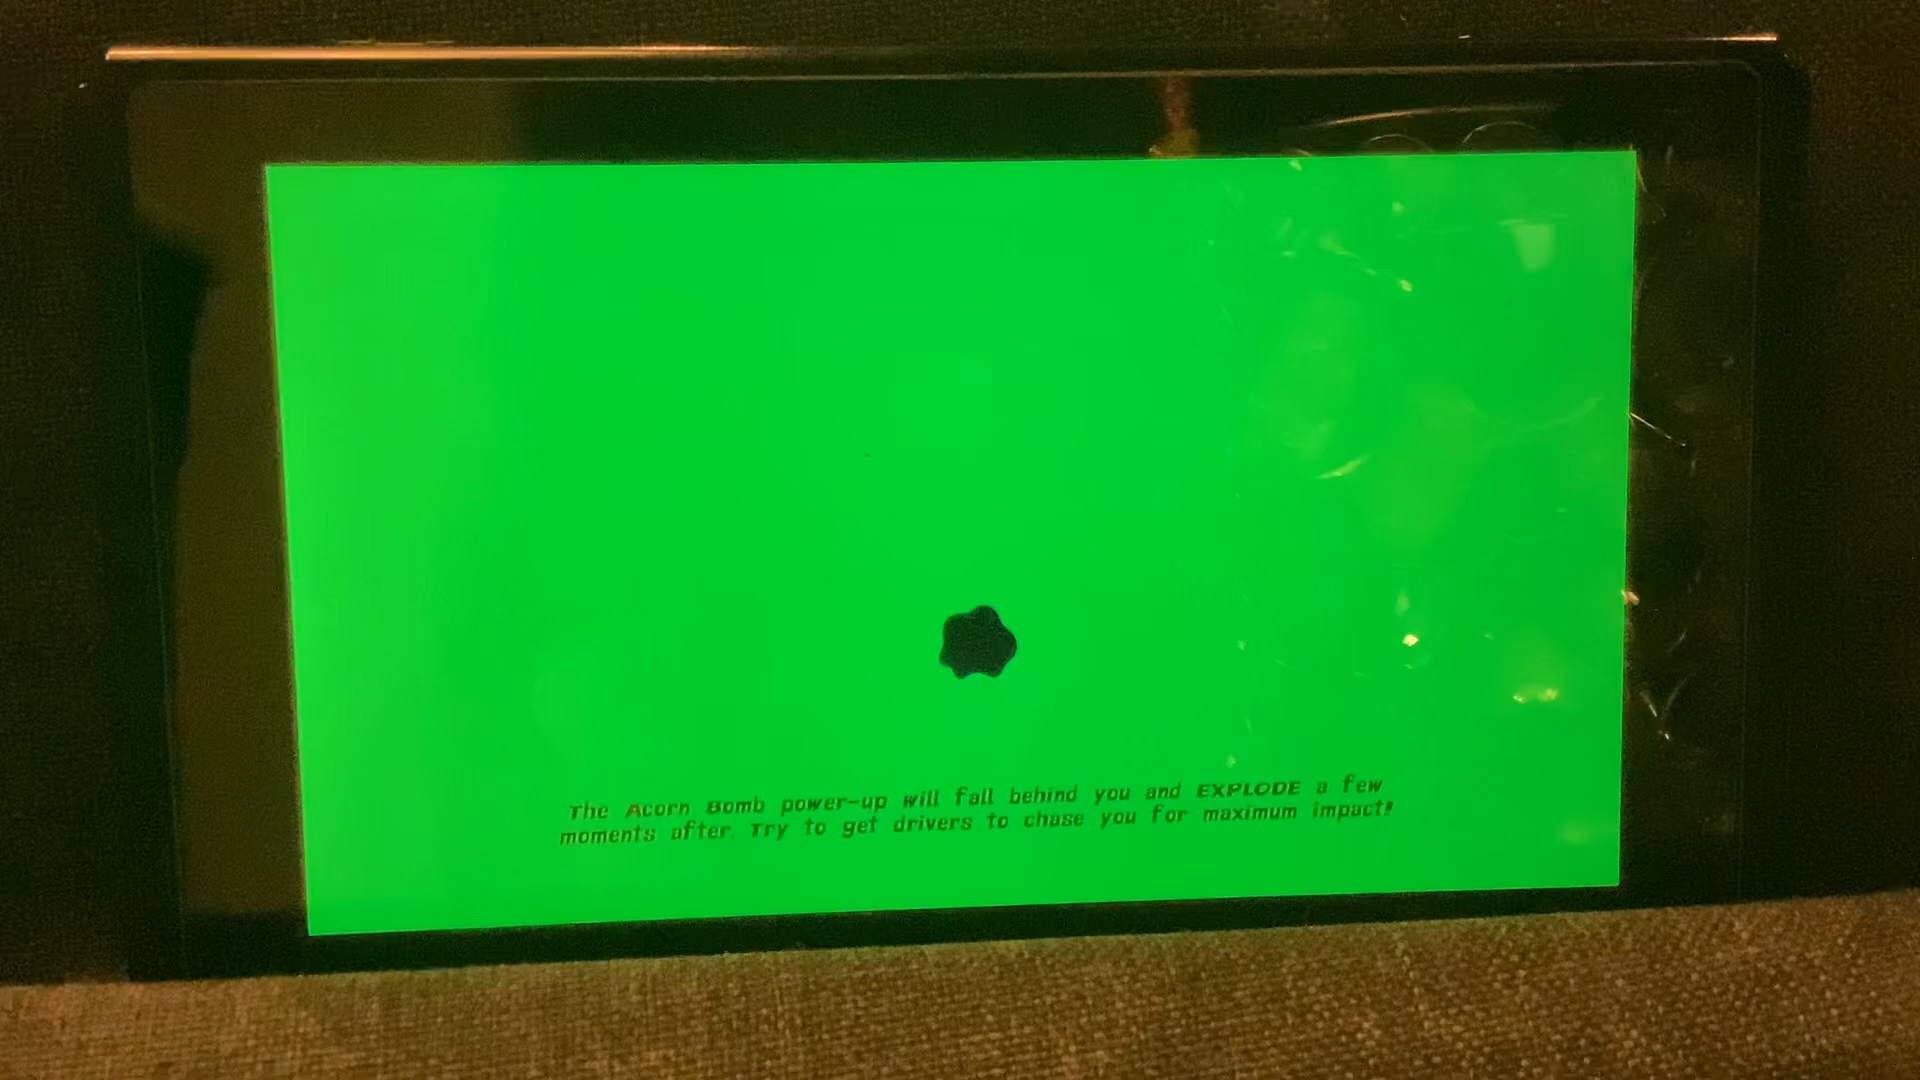 The Acorn Bomb power-up will fall behind you and EXPLODE a few
moments after. Try to get drivers to chase you for maximum impact!